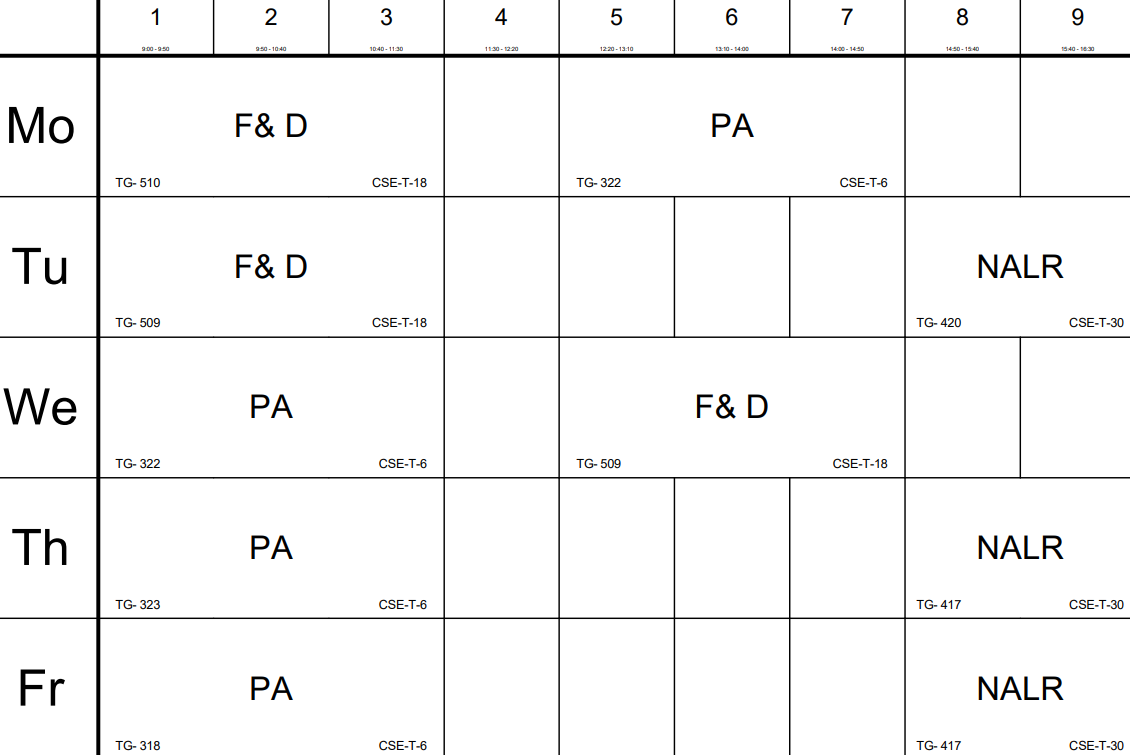 1 2 3 4 5 6 7 8 9
9:00 - 9:50 9:50 - 10:40 10:40 - 11:30 11:30 - 12:20 12:20 - 13:10 13:10 - 14:00 14:00 - 14:50 14:50 - 15:40 15:40 - 16:30
Mo F& D PA
TG- 510 CSE-T-18 TG- 322 CSE-T-6
Tu F& D NALR
TG- 509 CSE-T-18 TG- 420 CSE-T-30
We PA F& D
TG- 322 CSE-T-6 TG- 509 CSE-T-18
Th PA NALR
TG- 323 CSE-T-6 TG- 417 CSE-T-30
Fr PA NALR
TG- 318 CSE-T-6 TG- 417 CSE-T-30